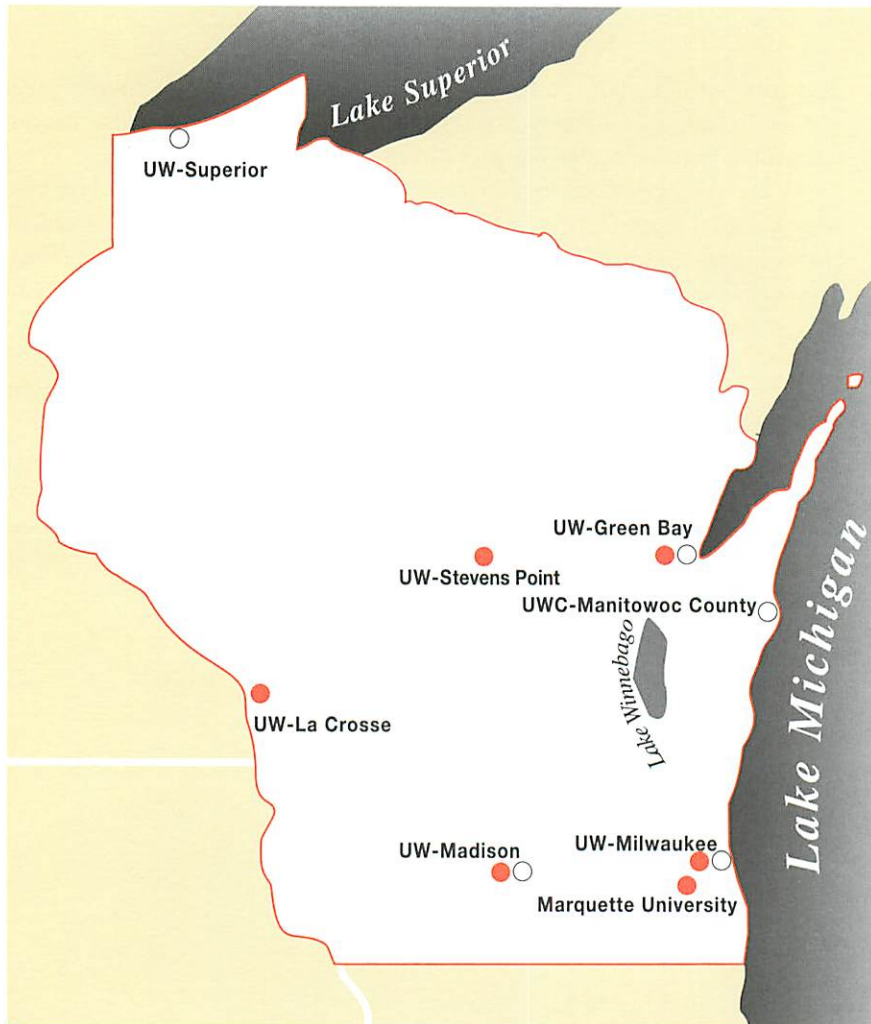 Lake Superior
UW-Superior
UW-Green Bay
UW-Stevens Point
UWC-Manitowoc County
Lake Winnebago
Lake Michigan
UW-La Crosse
UW-Madison
UW-Milwaukee
Marquette University